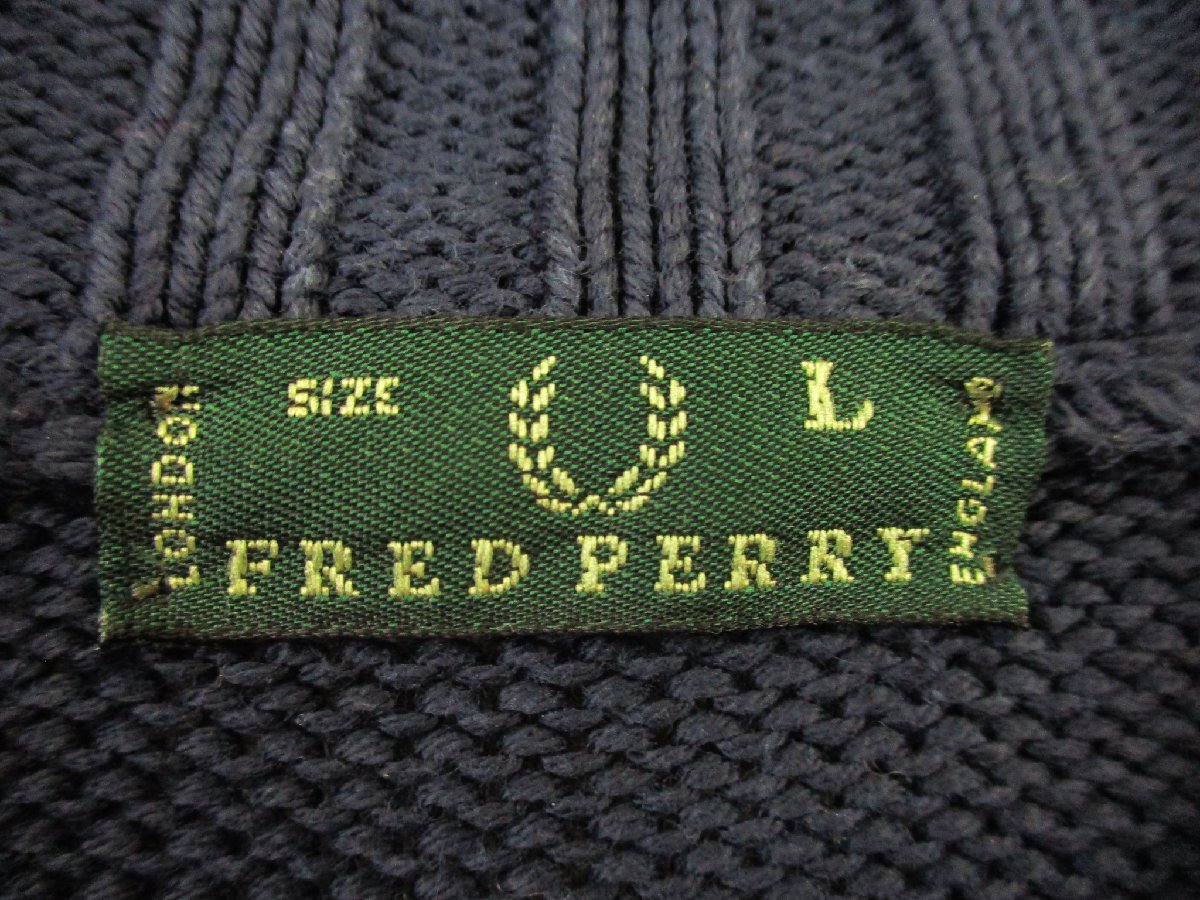 SIZE L
LONDON
FRED PERRY
ENGLAND